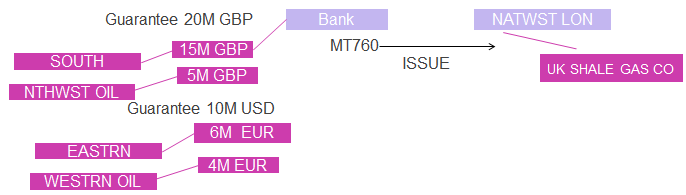 Guarantee 20M GBP
Bank
NATWST LON
15M GBP
MT760
SOUTH
ISSUE
5M GBP
UK SHALE GAS CO
NTHWST OIL
Guarantee 10M USD
6M EUR
EASTRN
4M EUR
WESTRN OIL